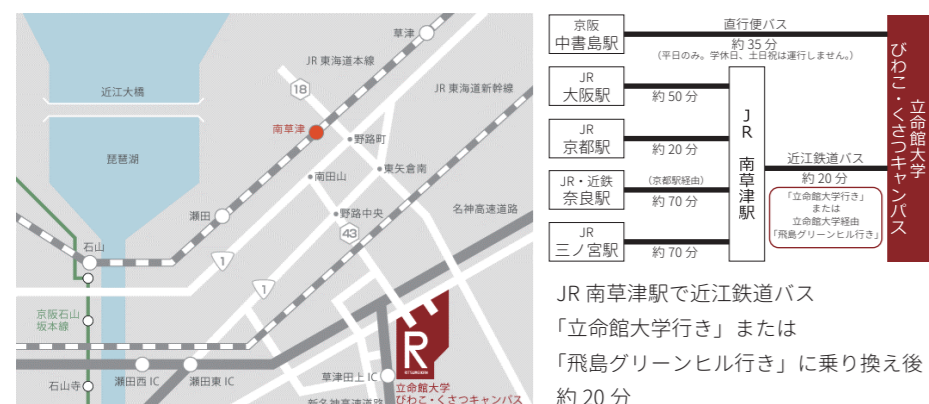 草津
JR 東海道本線
18
JR 東海道新幹線
近江大橋
南草津
野路町
琵琶湖
東矢倉南
南田山
瀬田
野路中央
名神高速道路
43
石山
1
1
京阪石山
坂本線
R
石山寺
瀬田西 IC
瀬田東 IC
草津田上 IC
立命館大学
びわこ・くさつキャンパス
新名神高速道路
京阪
中書島駅
直行便バス
約 35 分
(平日のみ。学休日、土日祝は運行しません。)
JR
大阪駅
約 50 分
JR
京都駅
約 20 分
JR・近鉄
奈良駅
(京都駅経由)
約 70 分
JR
三ノ宮駅
約 70 分
JR 南草津駅
近江鉄道バス
約 20 分
「立命館大学行き」
または
立命館大学経由
「飛島グリーンヒル行き」
立命館大学
びわこ・くさつキャンパス
JR 南草津駅で近江鉄道バス
「立命館大学行き」または
「飛島グリーンヒル行き」に乗り換え後
約 20 分